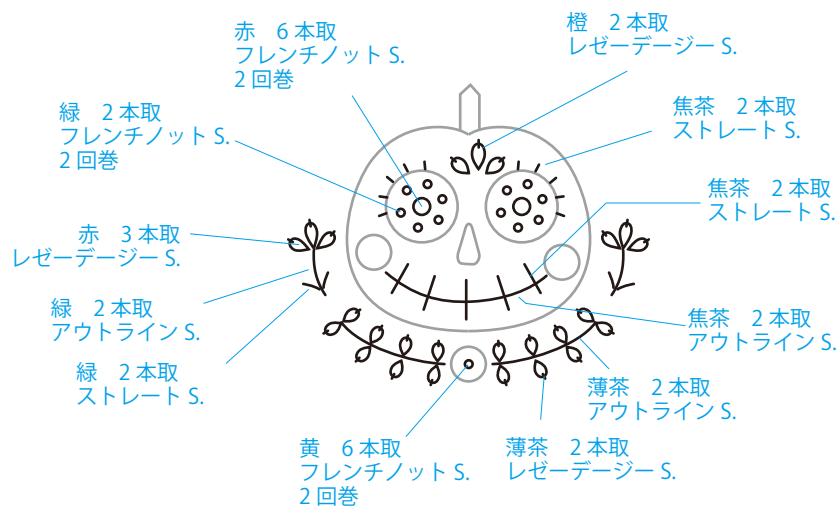 赤　6 本取
フレンチノット S.
2 回巻
橙　2 本取
レゼーデージー S.
緑　2 本取
フレンチノット S.
2 回巻
焦茶　2 本取
ストレート S.
焦茶　2 本取
ストレート S.
赤　3 本取
レゼーデージー S.
緑　2 本取
アウトライン S.
焦茶　2 本取
アウトライン S.
緑　2 本取
ストレート S.
薄茶　2 本取
アウトライン S.
黄　6 本取
フレンチノット S.
2 回巻
薄茶　2 本取
レゼーデージー S.